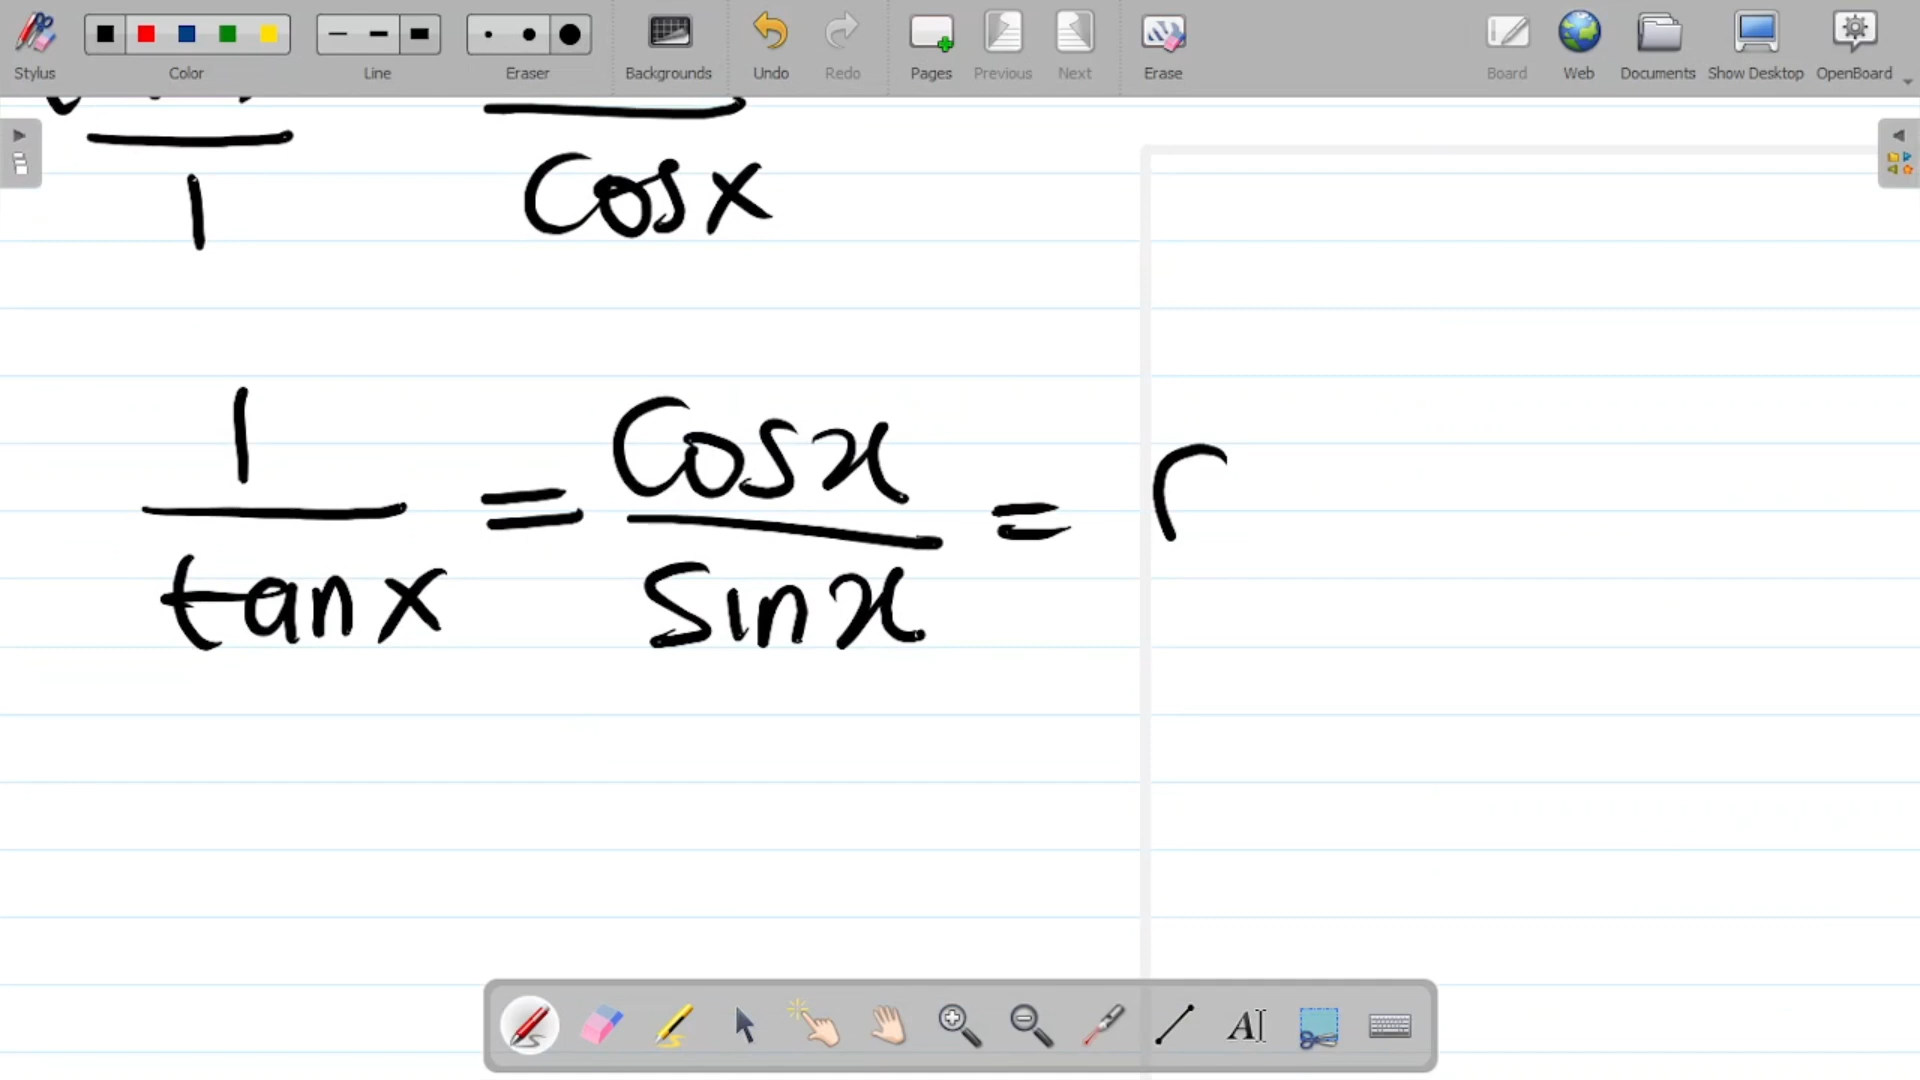 Stylus Color Line Eraser Backgrounds Undo Redo Pages Previous Next Erase Board Web Documents Show Desktop OpenBoard
1 Cosx
1 = Cosx =
tanx sinx